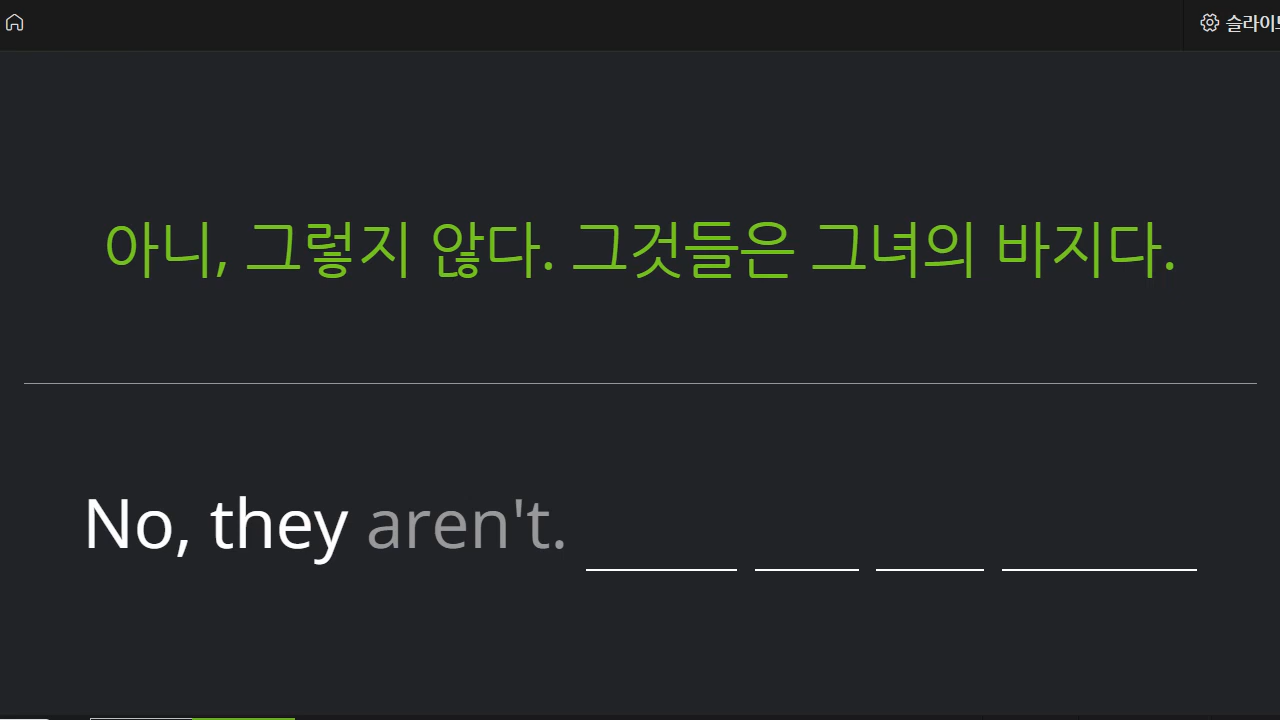 슬라이드
아니, 그렇지 않다. 그것들은 그녀의 바지다.
No, they aren't.